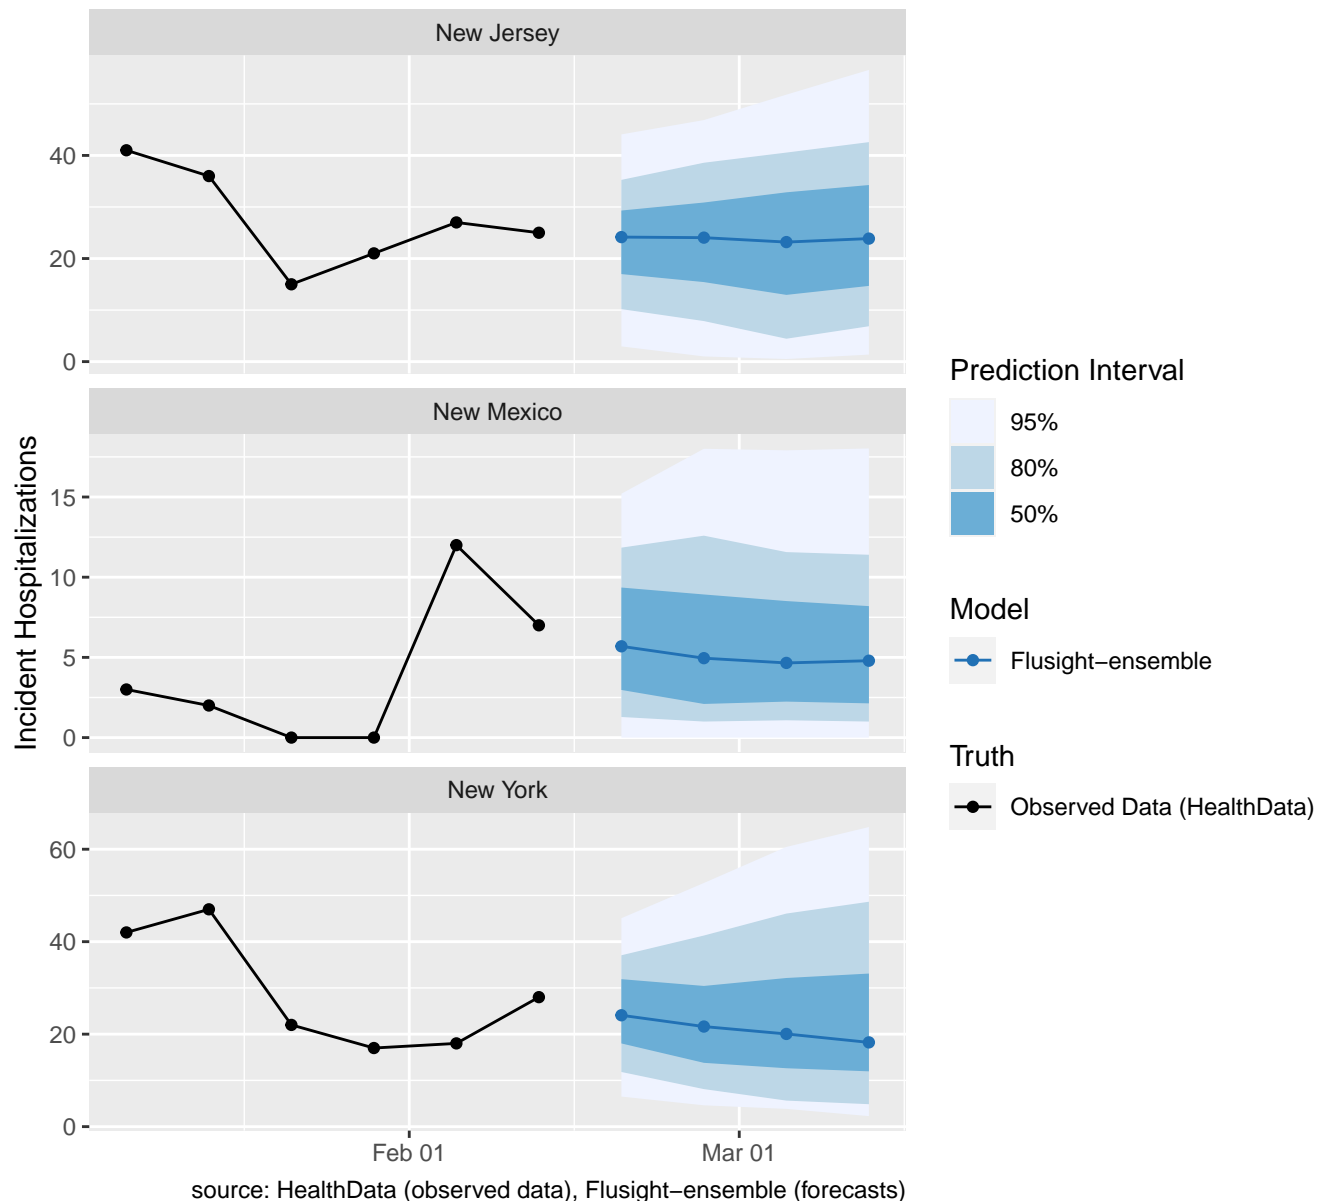 New Jersey
40
20
0
New Mexico
15
10
5
0
New York
60
40
20
0
Feb 01
Mar 01
Incident Hospitalizations
source: HealthData (observed data), Flusight−ensemble (forecasts)
Prediction Interval
95%
80%
50%
Model
Flusight−ensemble
Truth
Observed Data (HealthData)